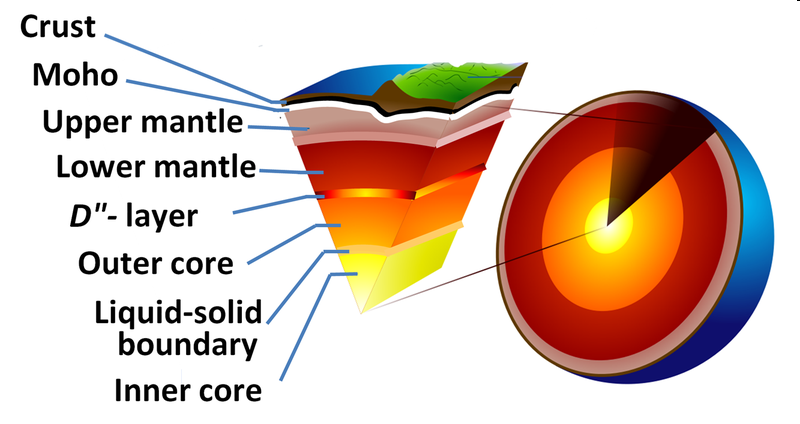 Crust
Moho
Upper mantle
Lower mantle
D"- layer
Outer core
Liquid-solid
boundary
Inner core